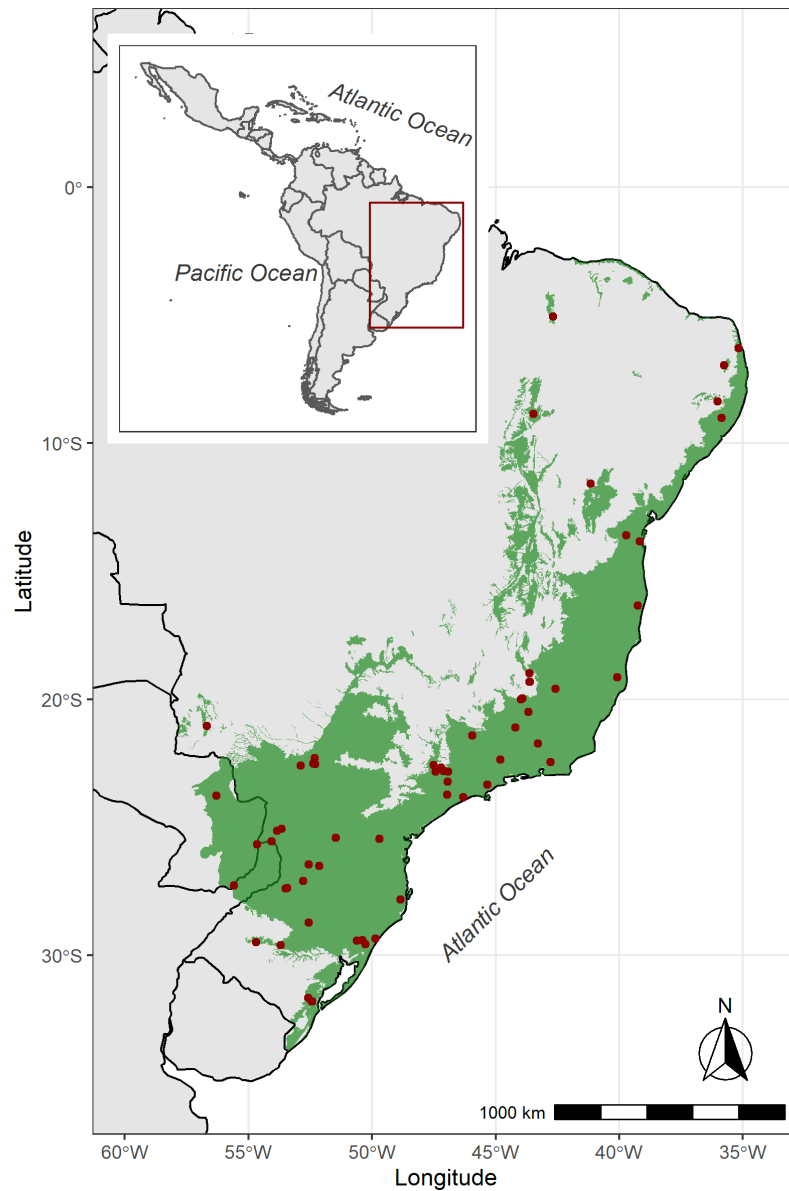 Atlantic Ocean
Pacific Ocean
0°
10°S
20°S
30°S
Latitude
Atlantic Ocean
N
1000 km
60°W 55°W 50°W 45°W 40°W 35°W
Longitude